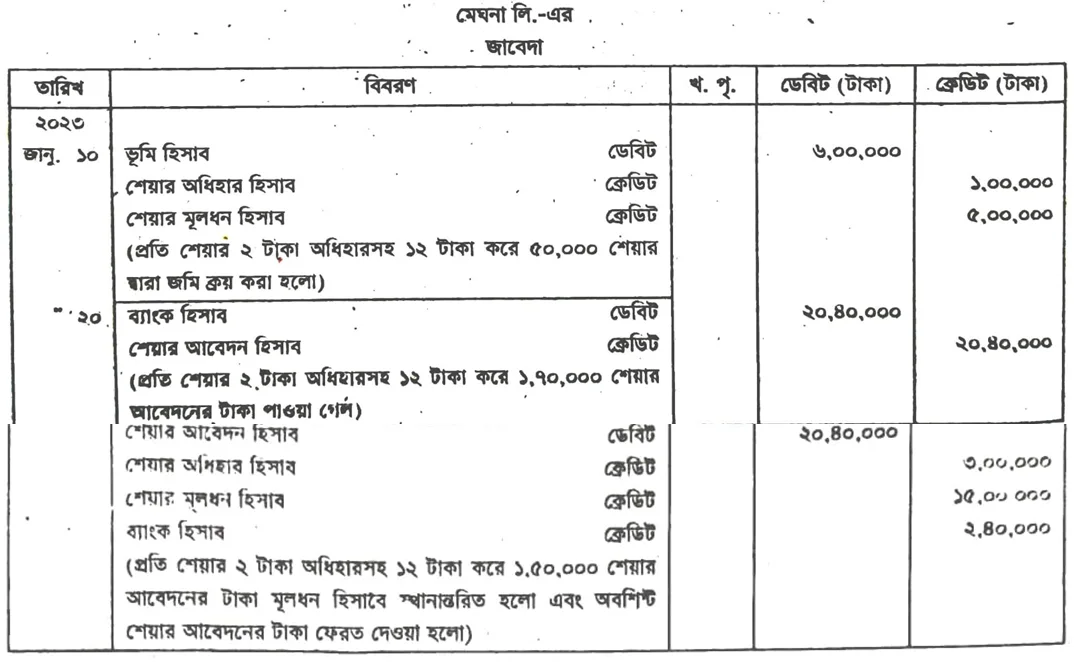 মেঘনা লি.-এর
জাবেদা
তারিখ বিবরণ খ. পৃ. ডেবিট (টাকা) ক্রেডিট (টাকা)
২০২৩
জানু. ১০ ভূমি হিসাব ডেবিট ৬,০০,০০০
শেয়ার অধিহার হিসাব ক্রেডিট ১,০০,০০০
শেয়ার মূলধন হিসাব ক্রেডিট ৫,০০,০০০
(প্রতি শেয়ার ২ টাকা অধিহারসহ ১২ টাকা করে ৫০,০০০ শেয়ার
দ্বারা জমি ক্রয় করা হলো)
" ২০ ব্যাংক হিসাব ডেবিট ২০,৪০,০০০
শেয়ার আবেদন হিসাব ক্রেডিট ২০,৪০,০০০
(প্রতি শেয়ার ২ টাকা অধিহারসহ ১২ টাকা করে ১,৭০,০০০ শেয়ার
আবেদনের টাকা পাওয়া গেল)
শেয়ার আবেদন হিসাব ডেবিট ২০,৪০,০০০
শেয়ার অধিহার হিসাব ক্রেডিট ৩,০০,০০০
শেয়ার মূলধন হিসাব ক্রেডিট ১৫,০০ ০০০
ব্যাংক হিসাব ক্রেডিট ২,৪০,০০০
(প্রতি শেয়ার ২ টাকা অধিহারসহ ১২ টাকা করে ১,৫০,০০০ শেয়ার
আবেদনের টাকা মূলধন হিসাবে স্থানান্তরিত হলো এবং অবশিষ্ট
শেয়ার আবেদনের টাকা ফেরত দেওয়া হলো)